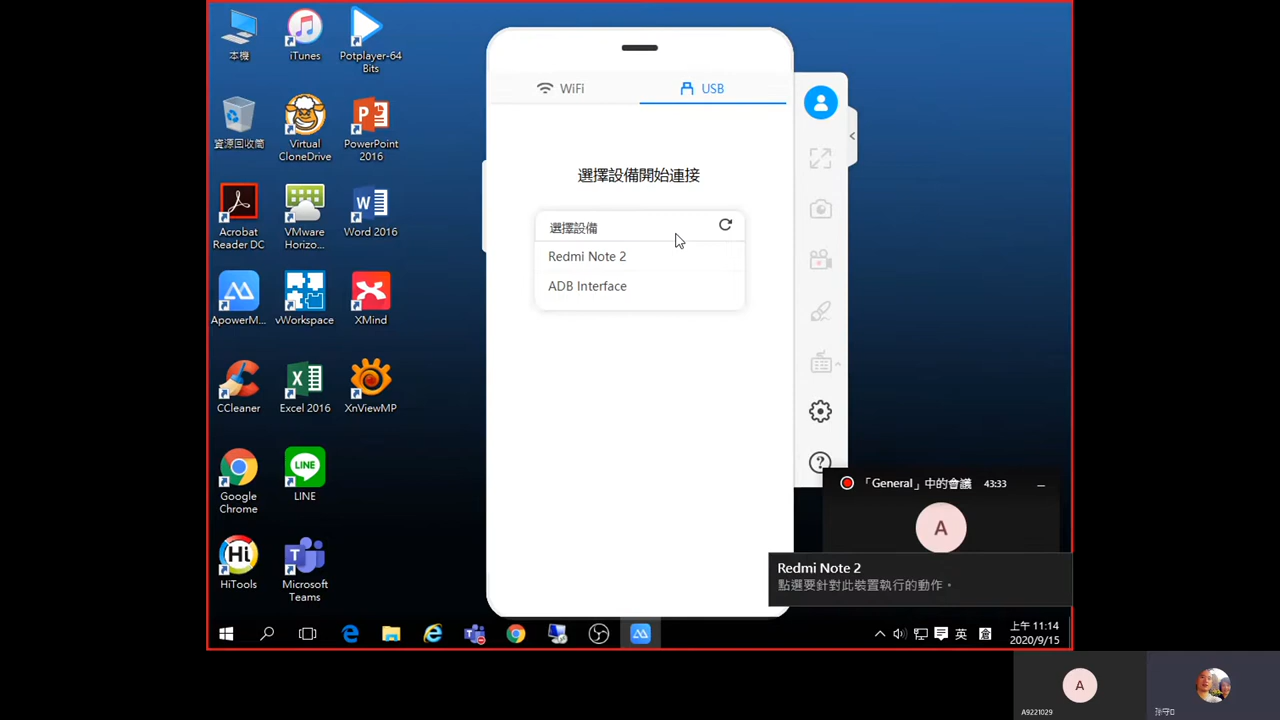 本機
iTunes
Potplayer-64
Bits
資源回收筒
Virtual
CloneDrive
PowerPoint
2016
Acrobat
Reader DC
VMware
Horizo...
Word 2016
ApowerM...
vWorkspace
XMind
CCleaner
Excel 2016
XnViewMP
Google
Chrome
LINE
LINE
Hi
HiTools
Microsoft
Teams
WiFi
USB
選擇設備開始連接
選擇設備
Redmi Note 2
ADB Interface
「General」中的會議
43:33
A
Redmi Note 2
點選要針對此裝置執行的動作。
英
倉
上午 11:14
2020/9/15
A
A9221029